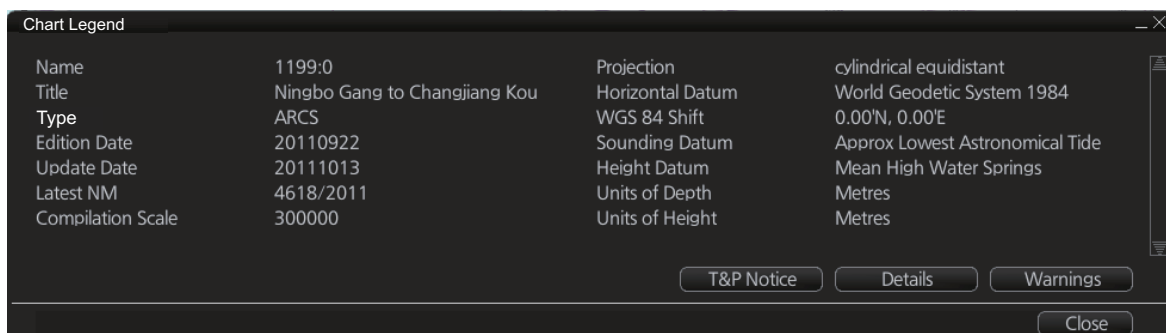 Chart Legend
Name 1199:0 Projection cylindrical equidistant
Title Ningbo Gang to Changjiang Kou Horizontal Datum World Geodetic System 1984
Type ARCS WGS 84 Shift 0.00'N, 0.00'E
Edition Date 20110922 Sounding Datum Approx Lowest Astronomical Tide
Update Date 20111013 Height Datum Mean High Water Springs
Latest NM 4618/2011 Units of Depth Metres
Compilation Scale 300000 Units of Height Metres
T&P Notice Details Warnings
Close